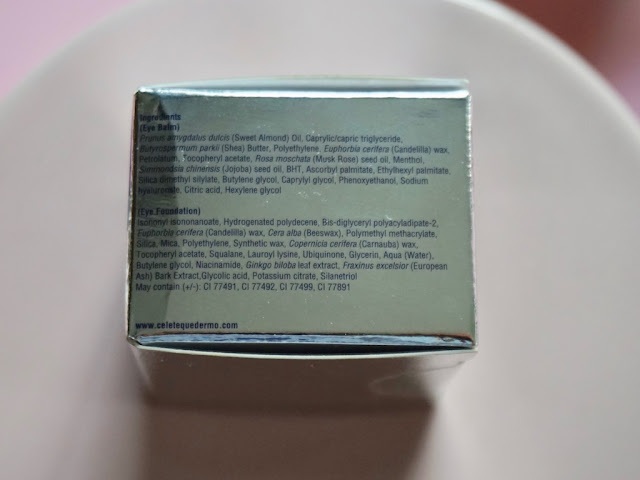 Ingredients
(Eye Balm)
Prunus amygdalus dulcis (Sweet Almond) Oil, Caprylic/capric triglyceride,
Butyrospermum parkii (Shea) Butter, Polyethylene, Euphorbia cerifera (Candelilla) wax,
Petrolatum, Tocopheryl acetate, Rosa moschata (Musk Rose) seed oil, Menthol,
Simmondsia chinensis (Jojoba) seed oil, BHT, Ascorbyl palmitate, Ethylhexyl palmitate,
Silica dimethyl silylate, Butylene glycol, Caprylyl glycol, Phenoxyethanol, Sodium
hyaluronate, Citric acid, Hexylene glycol
(Eye Foundation)
Isononyl isononanoate, Hydrogenated polydecene, Bis-diglyceryl polyacyladipate-2,
Euphorbia cerifera (Candelilla) wax, Cera alba (Beeswax), Polymethyl methacrylate,
Silica, Mica, Polyethylene, Synthetic wax, Copernicia cerifera (Carnauba) wax,
Tocopheryl acetate, Squalane, Lauroyl lysine, Ubiquinone, Glycerin, Aqua (Water),
Butylene glycol, Niacinamide, Ginkgo biloba leaf extract, Fraxinus excelsior (European
Ash) Bark Extract,Glycolic acid, Potassium citrate, Silanetriol
May contain (+/-): CI 77491, CI 77492, CI 77499, CI 77891
www.celetequedermo.com